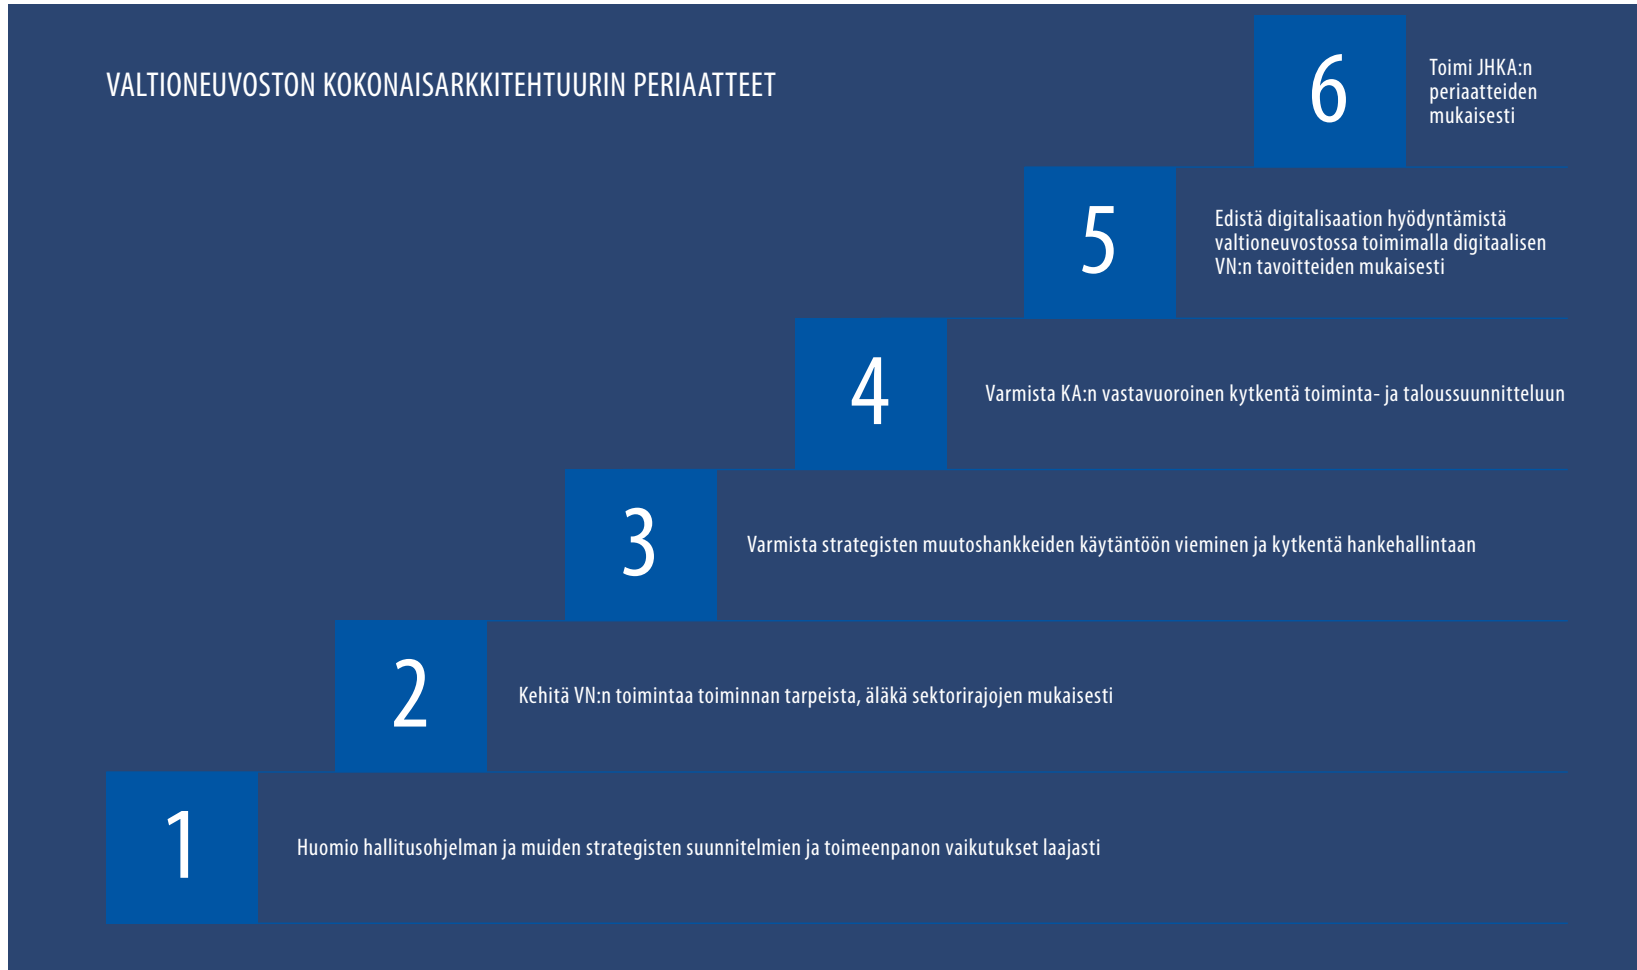 VALTIONEUVOSTON KOKONAISARKKITEHTUURIN PERIAATTEET
6
Toimi JHKA:n
periaatteiden
mukaisesti
5
Edistä digitalisaation hyödyntämistä
valtioneuvostossa toimimalla digitaalisen
VN:n tavoitteiden mukaisesti
4
Varmista KA:n vastavuoroinen kytkentä toiminta- ja taloussuunnitteluun
3
Varmista strategisten muutoshankkeiden käytäntöön vieminen ja kytkentä hankehallintaan
2
Kehitä VN:n toimintaa toiminnan tarpeista, äläkä sektorirajojen mukaisesti
1
Huomio hallitusohjelman ja muiden strategisten suunnitelmien ja toimeenpanon vaikutukset laajasti